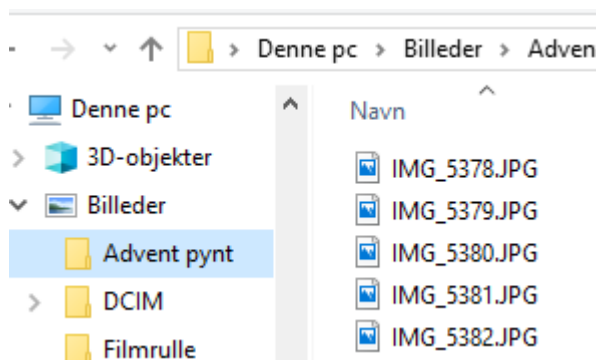 Denne pc > Billeder > Adven
Denne pc
3D-objekter
Billeder
Advent pynt
DCIM
Filmrulle
Navn
IMG_5378.JPG
IMG_5379.JPG
IMG_5380.JPG
IMG_5381.JPG
IMG_5382.JPG